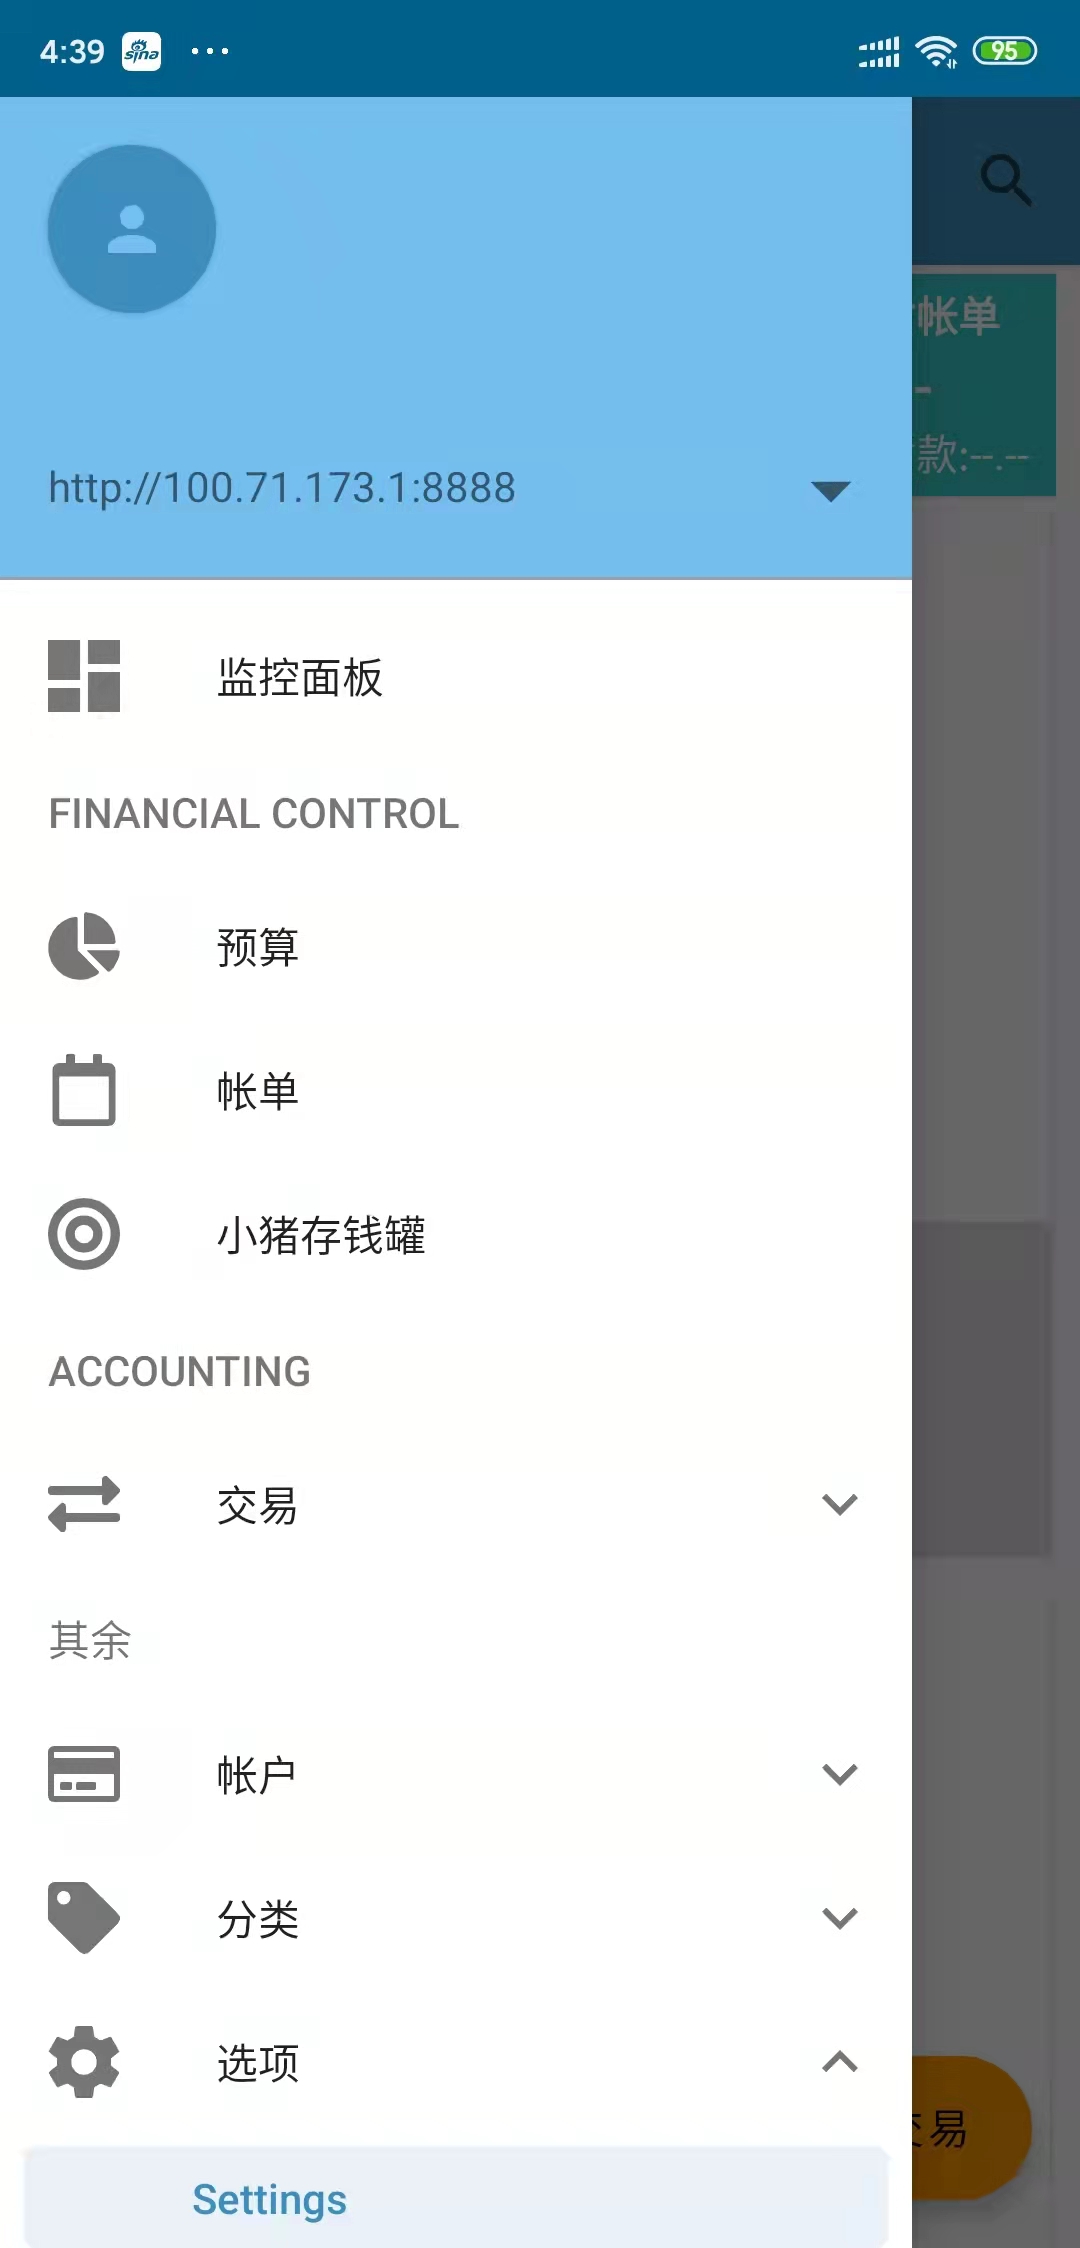 4:39
sina
95
http://100.71.173.1:8888
帐单
-
款:--.--
监控面板
FINANCIAL CONTROL
预算
帐单
小猪存钱罐
ACCOUNTING
交易
其余
帐户
分类
选项
易
Settings